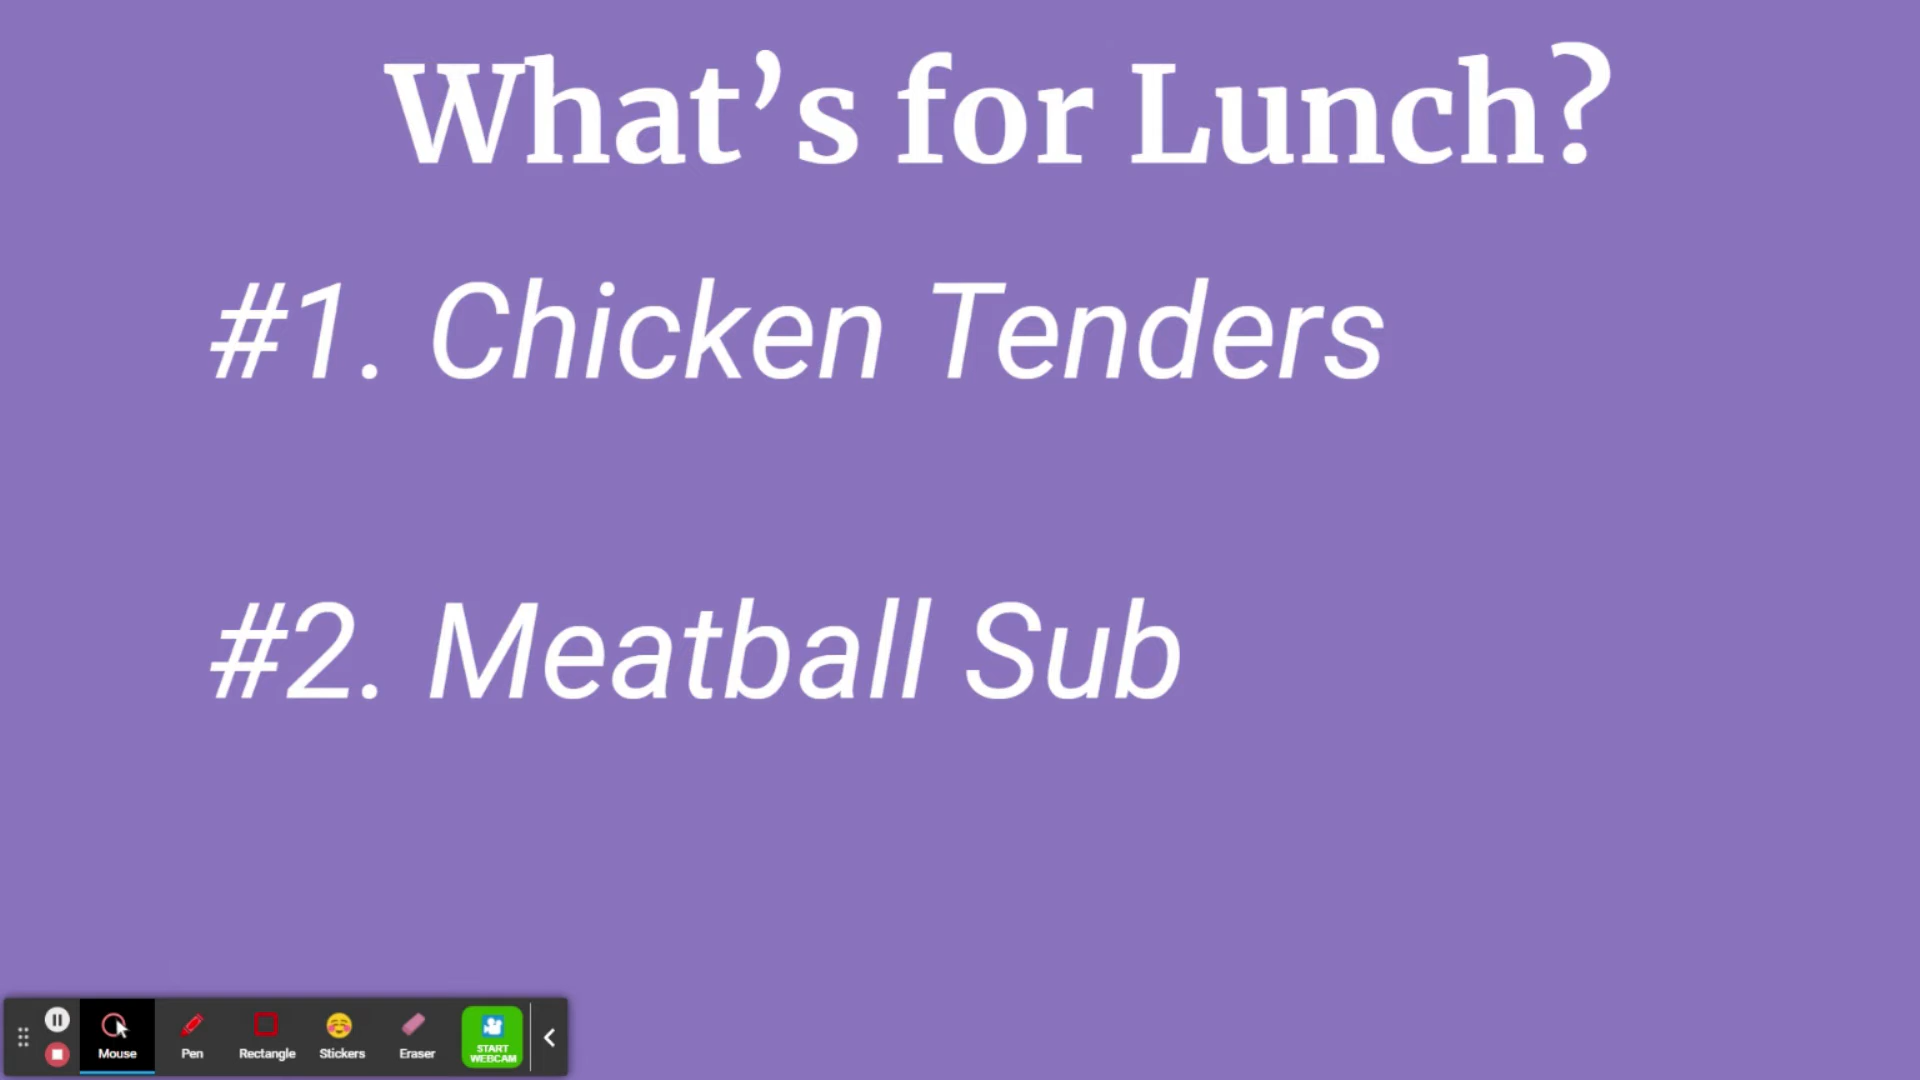 What’s for Lunch?
#1. Chicken Tenders
#2. Meatball Sub
Mouse
Pen
Rectangle
Stickers
Eraser
START
WEBCAM